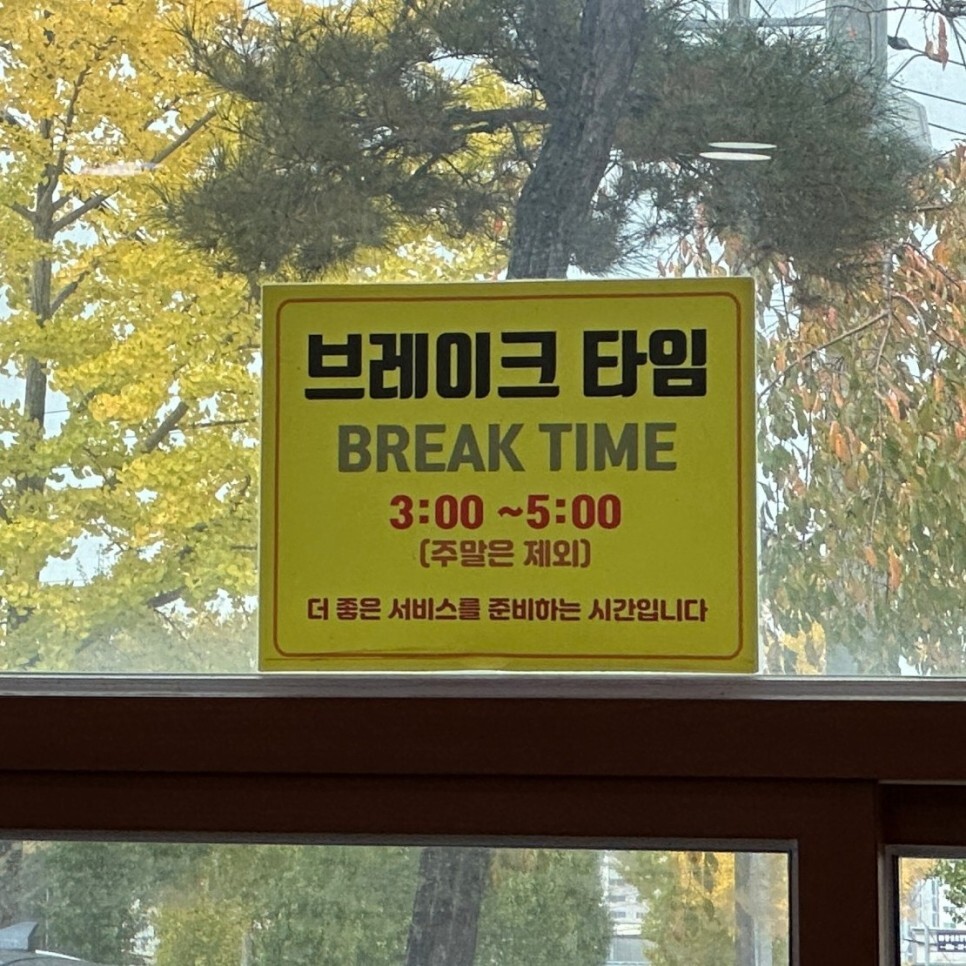 브레이크 타임
BREAK TIME
3:00 ~5:00
(주말은 제외)
더 좋은 서비스를 준비하는 시간입니다